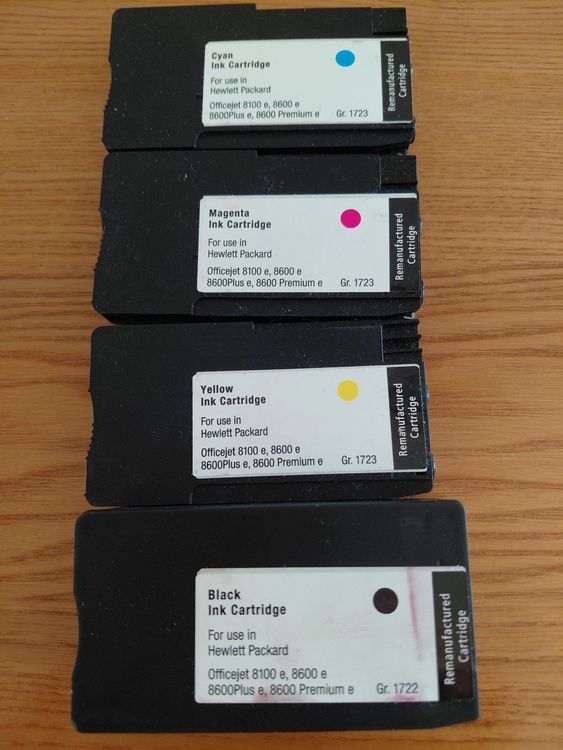 Cyan
Ink Cartridge
For use in
Hewlett Packard
Officejet 8100 e, 8600 e
8600Plus e, 8600 Premium e Gr. 1723
Remanufactured
Cartridge
Magenta
Ink Cartridge
For use in
Hewlett Packard
Officejet 8100 e, 8600 e
8600Plus e, 8600 Premium e Gr. 1723
Remanufactured
Cartridge
Yellow
Ink Cartridge
For use in
Hewlett Packard
Officejet 8100 e, 8600 e
8600Plus e, 8600 Premium e Gr. 1723
Remanufactured
Cartridge
Black
Ink Cartridge
For use in
Hewlett Packard
Officejet 8100 e, 8600 e
8600Plus e, 8600 Premium e Gr. 1722
Remanufactured
Cartridge